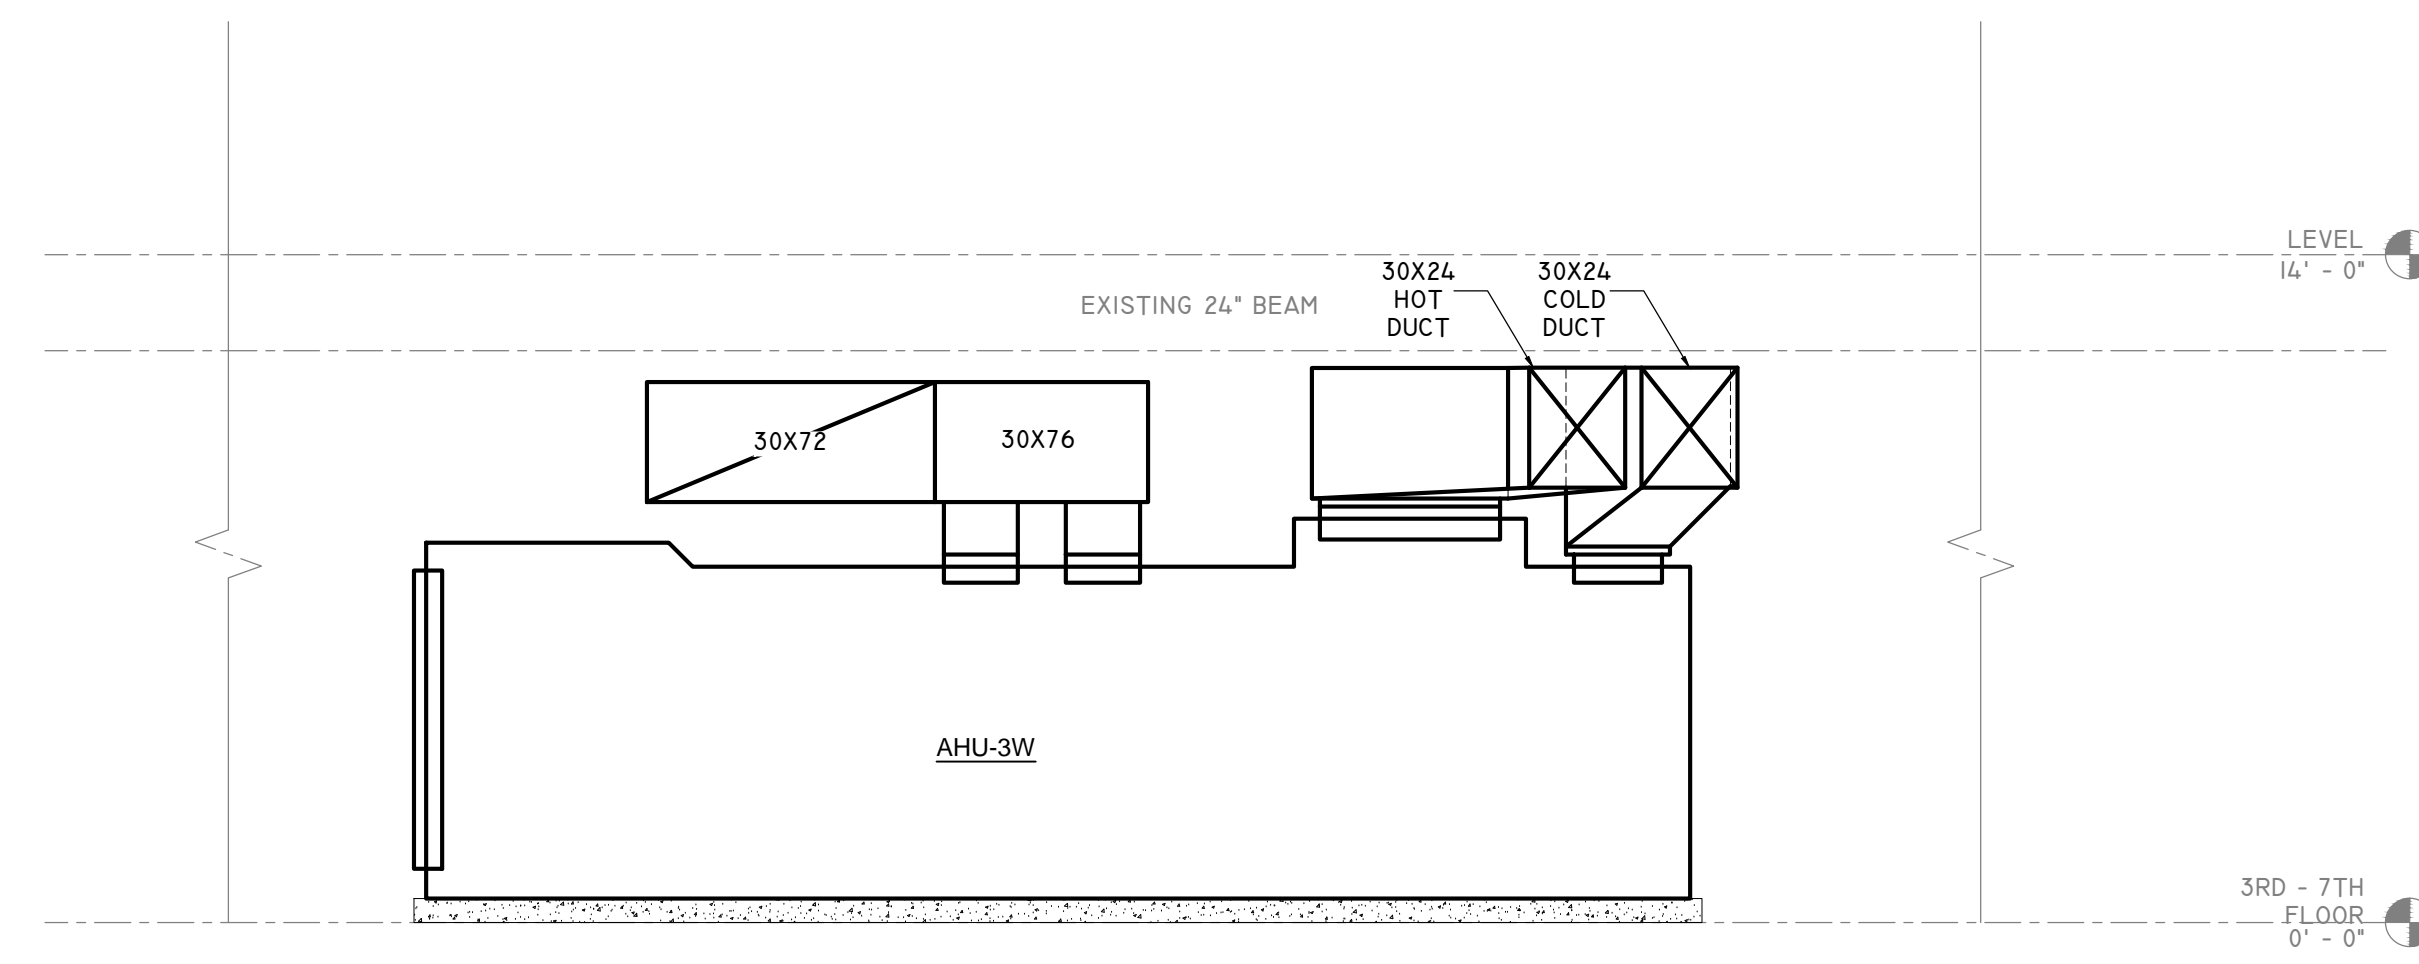 LEVEL
14' - 0"
30X24
HOT
DUCT
30X24
COLD
DUCT
EXISTING 24" BEAM
30X72
30X76
AHU-3W
3RD - 7TH
FLOOR
0' - 0"